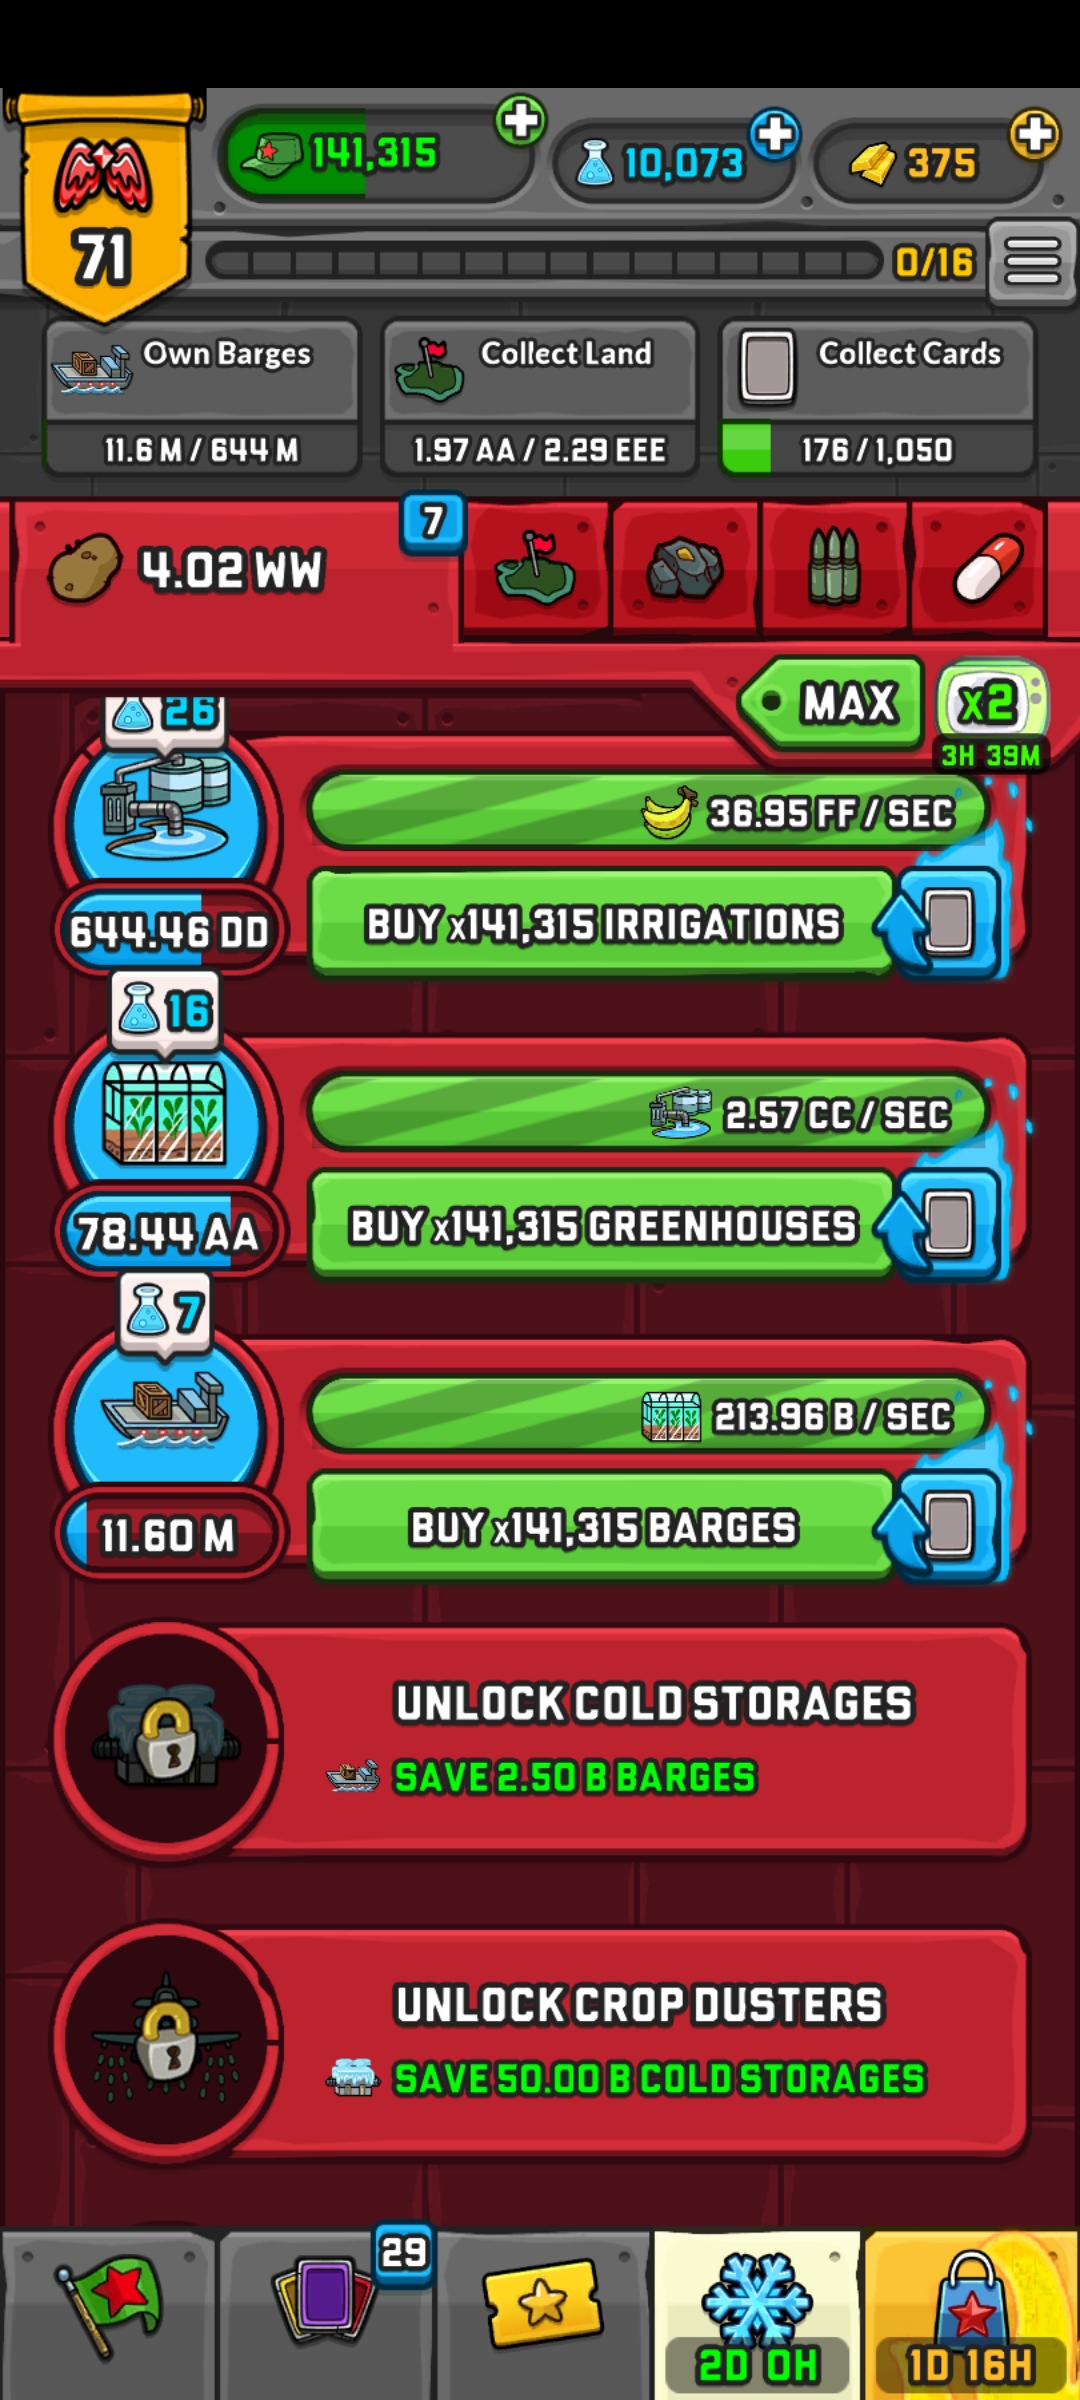 141,315
10,073
375
71
0/16
Own Barges
Collect Land
Collect Cards
11.6 M / 644 M
1.97 AA / 2.29 EEE
176 / 1,050
7
4.02 WW
MAX
x2
3H 39M
26
36.95 FF / SEC
644.46 DD
BUY x141,315 IRRIGATIONS
16
2.57 CC / SEC
78.44 AA
BUY x141,315 GREENHOUSES
7
213.96 B / SEC
11.60 M
BUY x141,315 BARGES
UNLOCK COLD STORAGES
SAVE 2.50 B BARGES
UNLOCK CROP DUSTERS
SAVE 50.00 B COLD STORAGES
29
2D 0H
1D 16H